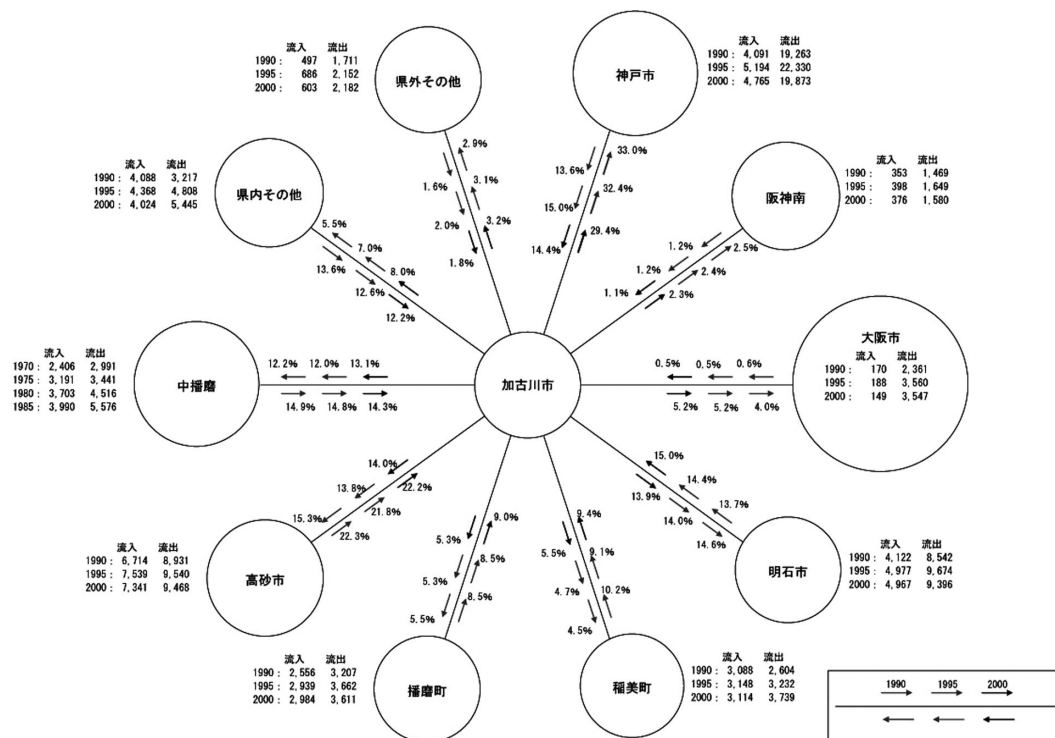 流入 流出
1990： 497 1,711
1995： 686 2,152
2000： 603 2,182
県外その他
神戸市
流入 流出
1990： 4,091 19,263
1995： 5,194 22,330
2000： 4,765 19,873
流入 流出
1990： 4,088 3,217
1995： 4,368 4,808
2000： 4,024 5,445
県内その他
阪神南
流入 流出
1990： 353 1,469
1995： 398 1,649
2000： 376 1,580
2.9%
1.6%
3.1%
2.0%
3.2%
1.8%
33.0%
13.6%
32.4%
15.0%
29.4%
14.4%
5.5%
7.0%
13.6%
8.0%
12.6%
12.2%
1.2%
2.5%
1.2%
2.4%
1.1%
2.3%
流入 流出
1970： 2,406 2,991
1975： 3,191 3,441
1980： 3,703 4,516
1985： 3,990 5,576
中播磨
12.2% 12.0% 13.1%
14.9% 14.8% 14.3%
加古川市
0.5% 0.5% 0.6%
5.2% 5.2% 4.0%
大阪市
流入 流出
1990： 170 2,361
1995： 188 3,560
2000： 149 3,547
14.0%
22.2%
13.8%
21.8%
15.3%
22.3%
15.0%
14.4%
13.9%
13.7%
14.0%
14.6%
9.0%
5.3%
8.5%
5.3%
8.5%
5.5%
9.4%
5.5%
9.1%
4.7%
10.2%
4.5%
流入 流出
1990： 6,714 8,931
1995： 7,539 9,540
2000： 7,341 9,468
高砂市
明石市
流入 流出
1990： 4,122 8,542
1995： 4,977 9,674
2000： 4,967 9,396
流入 流出
1990： 2,556 3,207
1995： 2,939 3,662
2000： 2,984 3,611
播磨町
稲美町
流入 流出
1990： 3,088 2,604
1995： 3,148 3,232
2000： 3,114 3,739
1990 1995 2000